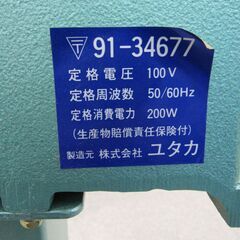 〒 91-34677
定格電圧 100V
定格周波数 50/60Hz
定格消費電力 200W
(生産物賠償責任保険付)
製造元 株式会社 ユタカ